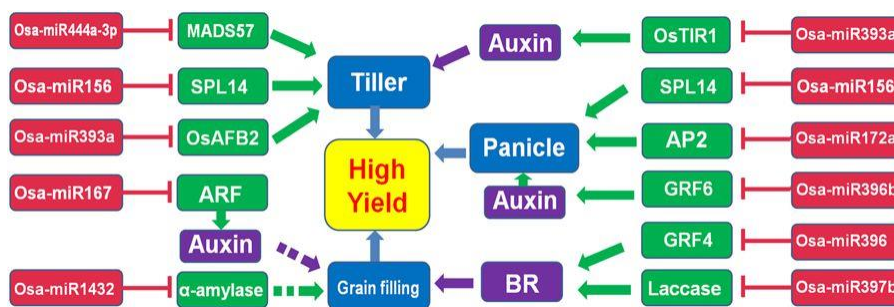 Osa-miR444a-3p
MADS57
Auxin
OsTIR1
Osa-miR393a
Tiller
Osa-miR156
SPL14
SPL14
Osa-miR156
Osa-miR393a
OsAFB2
Panicle
AP2
Osa-miR172a
High
Yield
Osa-miR167
ARF
Auxin
GRF6
Osa-miR396b
Auxin
GRF4
Osa-miR396
Osa-miR1432
α-amylase
Grain filling
BR
Laccase
Osa-miR397b